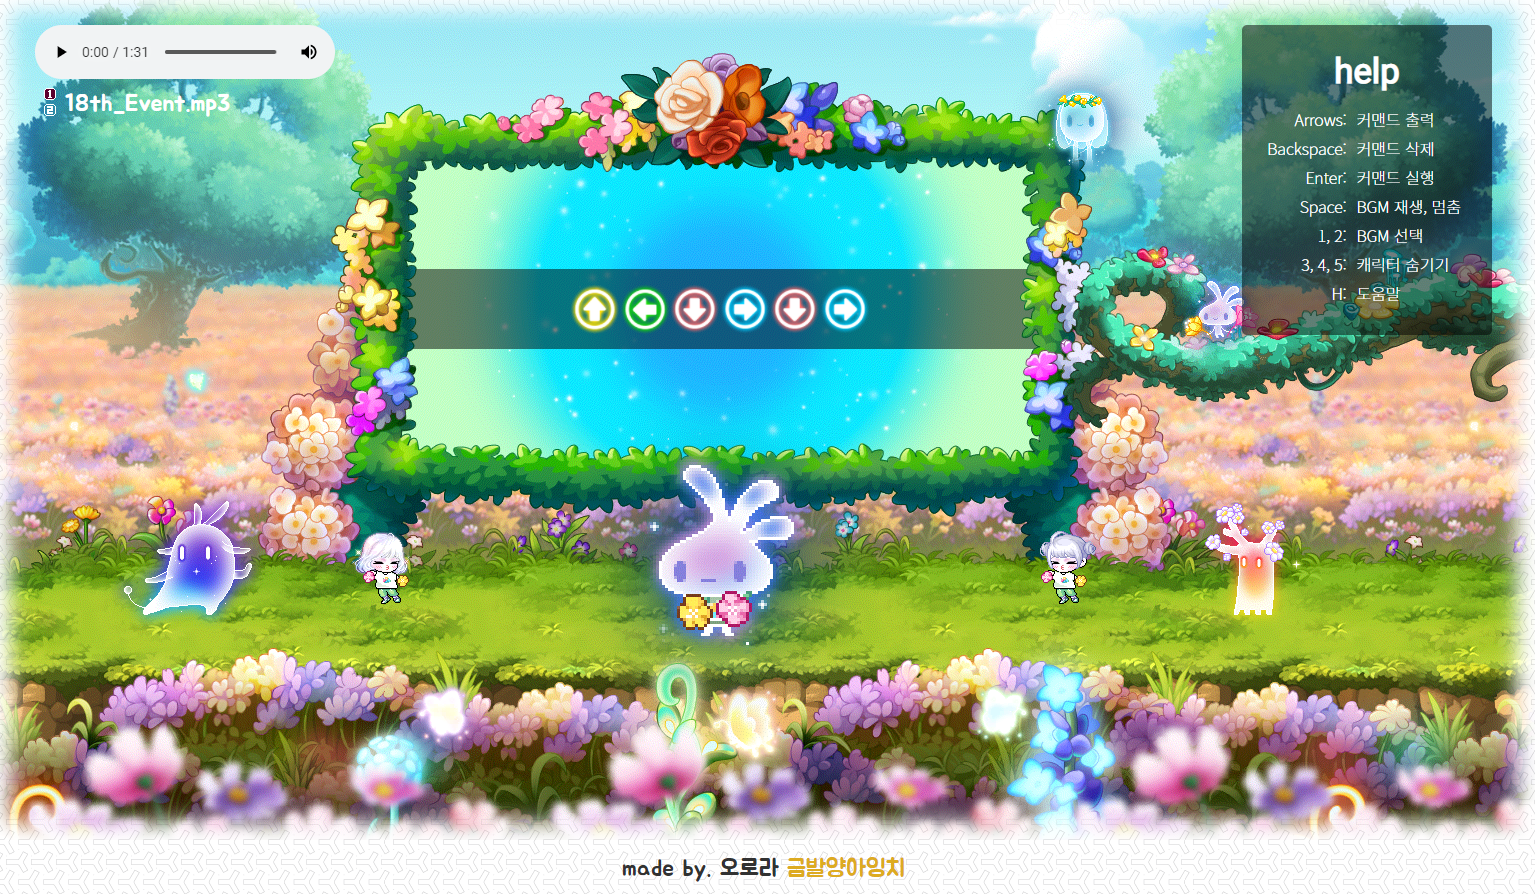 0:00 / 1:31
1
2
18th_Event.mp3
help
Arrows: 커맨드 출력
Backspace: 커맨드 삭제
Enter: 커맨드 실행
Space: BGM 재생, 멈춤
1, 2: BGM 선택
3, 4, 5: 캐릭터 숨기기
H: 도움말
made by. 오로라 금발양아잉치